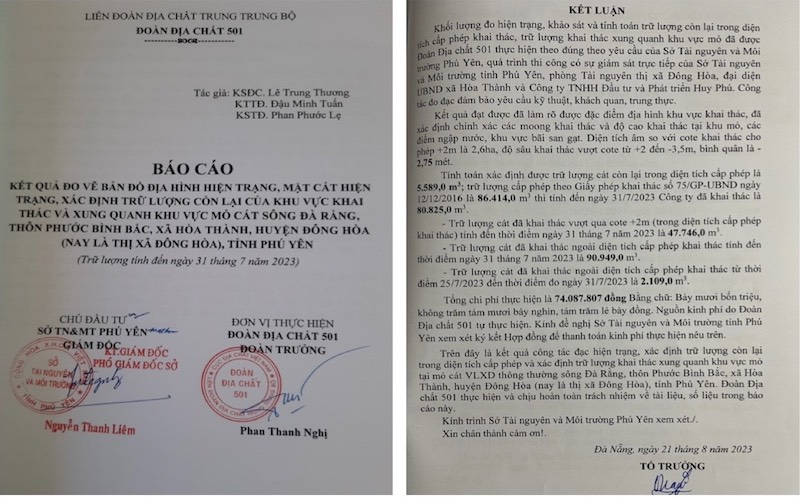 LIÊN ĐOÀN ĐỊA CHẤT TRUNG TRUNG BỘ
ĐOÀN ĐỊA CHẤT 501
Tác giả: KSĐC. Lê Trung Thương
KTTĐ. Đậu Minh Tuấn
KSTĐ. Phan Phước Lẹ
BÁO CÁO
KẾT QUẢ ĐO VẼ BẢN ĐỒ ĐỊA HÌNH HIỆN TRẠNG, MẶT CẮT HIỆN
TRẠNG, XÁC ĐỊNH TRỮ LƯỢNG CÒN LẠI CỦA KHU VỰC KHAI
THÁC VÀ XUNG QUANH KHU VỰC MỎ CÁT SÔNG ĐÀ RÀNG,
THÔN PHƯỚC BÌNH BẮC, XÃ HÒA THÀNH, HUYỆN ĐÔNG HÒA
(NAY LÀ THỊ XÃ ĐÔNG HÒA), TỈNH PHÚ YÊN
(Trữ lượng tính đến ngày 31 tháng 7 năm 2023)
CHỦ ĐẦU TƯ
SỞ TN&MT PHÚ YÊN
GIÁM ĐỐC
KT.GIÁM ĐỐC
PHÓ GIÁM ĐỐC SỞ
SỞ
TÀI NGUYÊN
VÀ MÔI TRƯỜNG
TỈNH PHÚ YÊN
Nguyễn Thanh Liêm
ĐƠN VỊ THỰC HIỆN
ĐOÀN ĐỊA CHẤT 501
ĐOÀN TRƯỞNG
ĐOÀN
ĐỊA CHẤT
501
Phan Thanh Nghị
KẾT LUẬN
Khối lượng đo hiện trạng, khảo sát và tính toán trữ lượng còn lại trong diện
tích cấp phép khai thác, trữ lượng khai thác xung quanh khu vực mỏ đã được
Đoàn Địa chất 501 thực hiện theo đúng theo yêu cầu của Sở Tài nguyên và Môi
trường Phú Yên, quá trình thi công có sự giám sát trực tiếp của Sở Tài nguyên
và Môi trường tỉnh Phú Yên, phòng Tài nguyên thị xã Đông Hòa, đại diện
UBND xã Hòa Thành và Công ty TNHH Đầu tư và Phát triển Huy Phú. Công
tác đo đạc đảm bảo yêu cầu kỹ thuật, khách quan, trung thực.
Kết quả đạt được đã làm rõ được đặc điểm địa hình khu vực khai thác, đã
xác định chính xác các moong khai thác và độ cao khai thác tại khu mỏ, các
điểm ngập nước, khu vực bãi san gạt. Diện tích âm so với cote khai thác cho
phép +2m là 2,6ha, độ sâu khai thác vượt cote từ +2 đến -3,5m, bình quân là -
2,75 mét.
Tính toán xác định được trữ lượng cát còn lại trong diện tích cấp phép là
5.589,0 m³; trữ lượng cấp phép theo Giấy phép khai thác số 75/GP-UBND ngày
12/12/2016 là 86.414,0 m³ thì tính đến ngày 31/7/2023 Công ty đã khai thác là
80.825,0 m³.
- Trữ lượng cát đã khai thác vượt qua cote +2m (trong diện tích cấp phép
khai thác) tính đến thời điểm ngày 31 tháng 7 năm 2023 là 47.746,0 m³.
- Trữ lượng cát đã khai thác ngoài diện tích cấp phép khai thác tính đến
thời điểm ngày 31 tháng 7 năm 2023 là 90.949,0 m³.
- Trữ lượng cát đã khai thác ngoài diện tích cấp phép khai thác từ thời
điểm 25/7/2023 đến thời điểm đo ngày 31/7/2023 là 2.109,0 m³.
Tổng chi phí thực hiện là 74.087.807 đồng Bằng chữ: Bảy mươi bốn triệu,
không trăm tám mươi bảy nghìn, tám trăm lẻ bảy đồng. Nguồn kinh phí do Đoàn
Địa chất 501 tự thực hiện. Kính đề nghị Sở Tài nguyên và Môi trường tỉnh Phú
Yên xem xét ký kết Hợp đồng để thanh toán kinh phí thực hiện nêu trên.
Trên đây là kết quả công tác đo đạc hiện trạng, xác định trữ lượng còn lại
trong diện tích cấp phép và xác định trữ lượng khai thác xung quanh khu vực mỏ
tại mỏ cát VLXD thông thường sông Đà Rằng, thôn Phước Bình Bắc, xã Hòa
Thành, huyện Đông Hòa (nay là thị xã Đông Hòa), tỉnh Phú Yên. Đoàn Địa
chất 501 thực hiện và chịu hoàn toàn trách nhiệm về tài liệu, số liệu trong báo
cáo này.
Kính trình Sở Tài nguyên và Môi trường Phú Yên xem xét./.
Xin chân thành cảm ơn!.
Đà Nẵng, ngày 21 tháng 8 năm 2023
TỔ TRƯỞNG